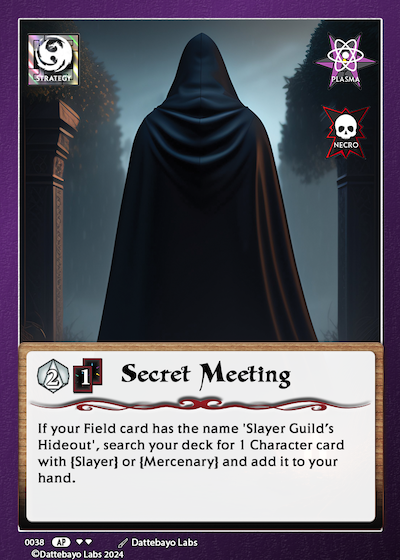 STRATEGY
PLASMA
NECRO
2 1 Secret Meeting
If your Field card has the name 'Slayer Guild's
Hideout', search your deck for 1 Character card
with {Slayer} or {Mercenary} and add it to your
hand.
0038 AP ♥♥ Dattebayo Labs
©Dattebayo Labs 2024